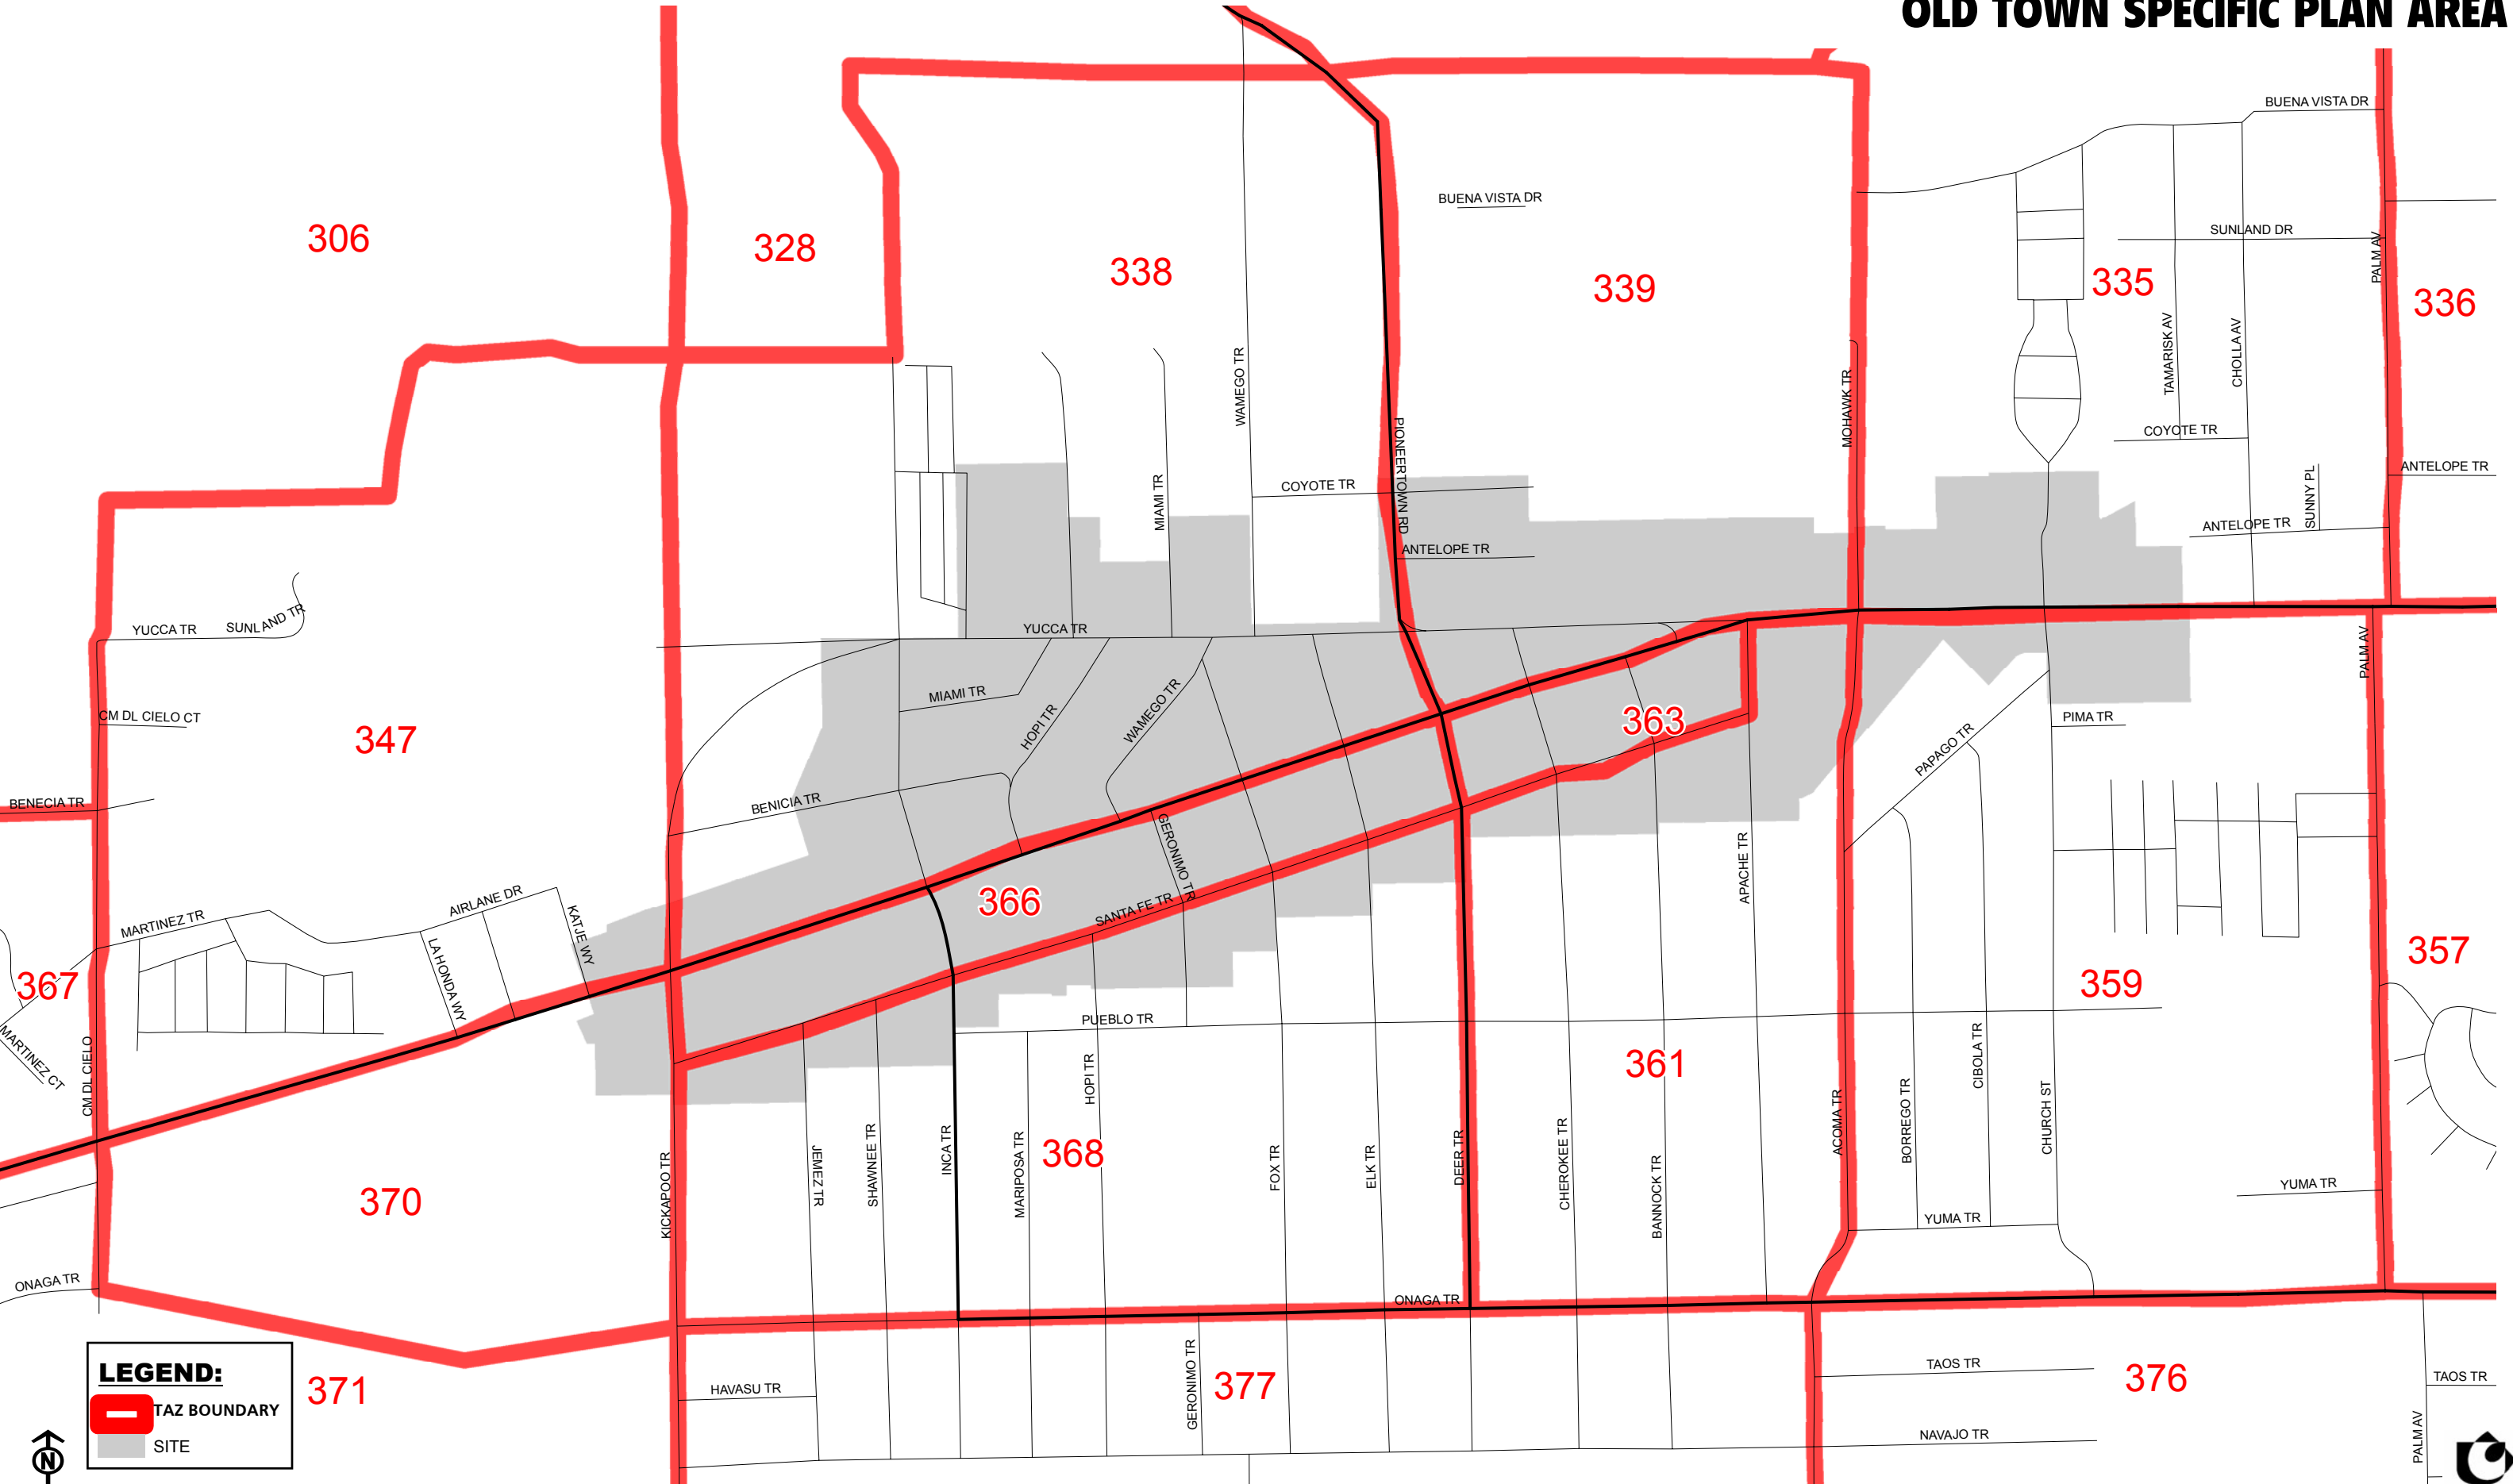 OLD TOWN SPECIFIC PLAN AREA
BUENA VISTA DR
BUENA VISTA DR
306
328
338
339
335
336
SUNLAND DR
PALM AV
WAMEGO TR
PIONEERTOWN RD
MOHAWK TR
TAMARISK AV
CHOLLA AV
COYOTE TR
COYOTE TR
MIAMI TR
ANTELOPE TR
SUNNY PL
ANTELOPE TR
ANTELOPE TR
YUCCA TR
SUNLAND TR
YUCCA TR
PALM AV
CM DL CIELO CT
347
MIAMI TR
HOPI TR
WAMEGO TR
363
PIMA TR
PAPAGO TR
BENECIA TR
BENICIA TR
GERONIMO TR
APACHE TR
MARTINEZ TR
AIRLANE DR
KATJE WY
LA HONDA WY
366
SANTA FE TR
367
357
359
MARTINEZ CT
CM DL CIELO
PUEBLO TR
HOPI TR
361
CIBOLA TR
KICKAPOO TR
JEMEZ TR
SHAWNEE TR
INCA TR
MARIPOSA TR
368
FOX TR
ELK TR
DEER TR
CHEROKEE TR
BANNOCK TR
ACOMA TR
BORREGO TR
CHURCH ST
370
YUMA TR
YUMA TR
ONAGA TR
ONAGA TR
LEGEND:
TAZ BOUNDARY
SITE
371
HAVASU TR
GERONIMO TR
377
TAOS TR
376
TAOS TR
NAVAJO TR
PALM AV
N